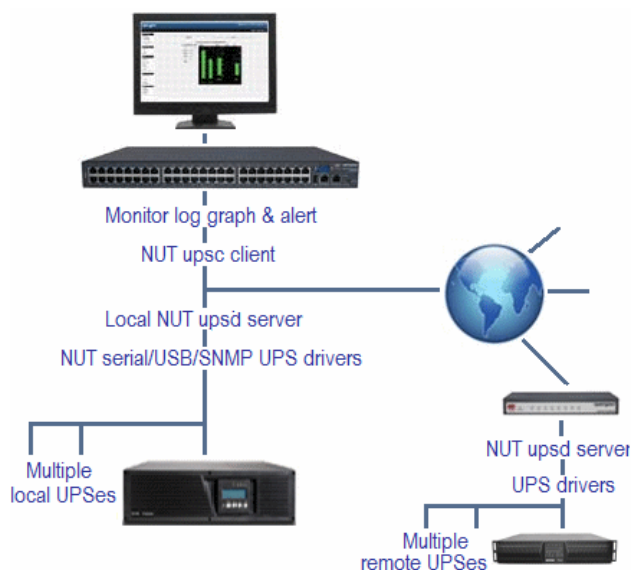 Monitor log graph & alert
NUT upsc client
Local NUT upsd server
NUT serial/USB/SNMP UPS drivers
Multiple
local UPSes
NUT upsd server
UPS drivers
Multiple
remote UPSes